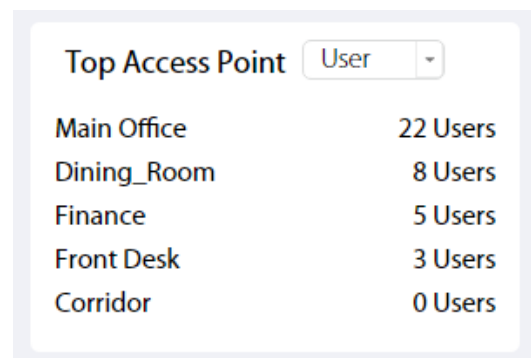 Top Access Point User
Main Office 22 Users
Dining_Room 8 Users
Finance 5 Users
Front Desk 3 Users
Corridor 0 Users